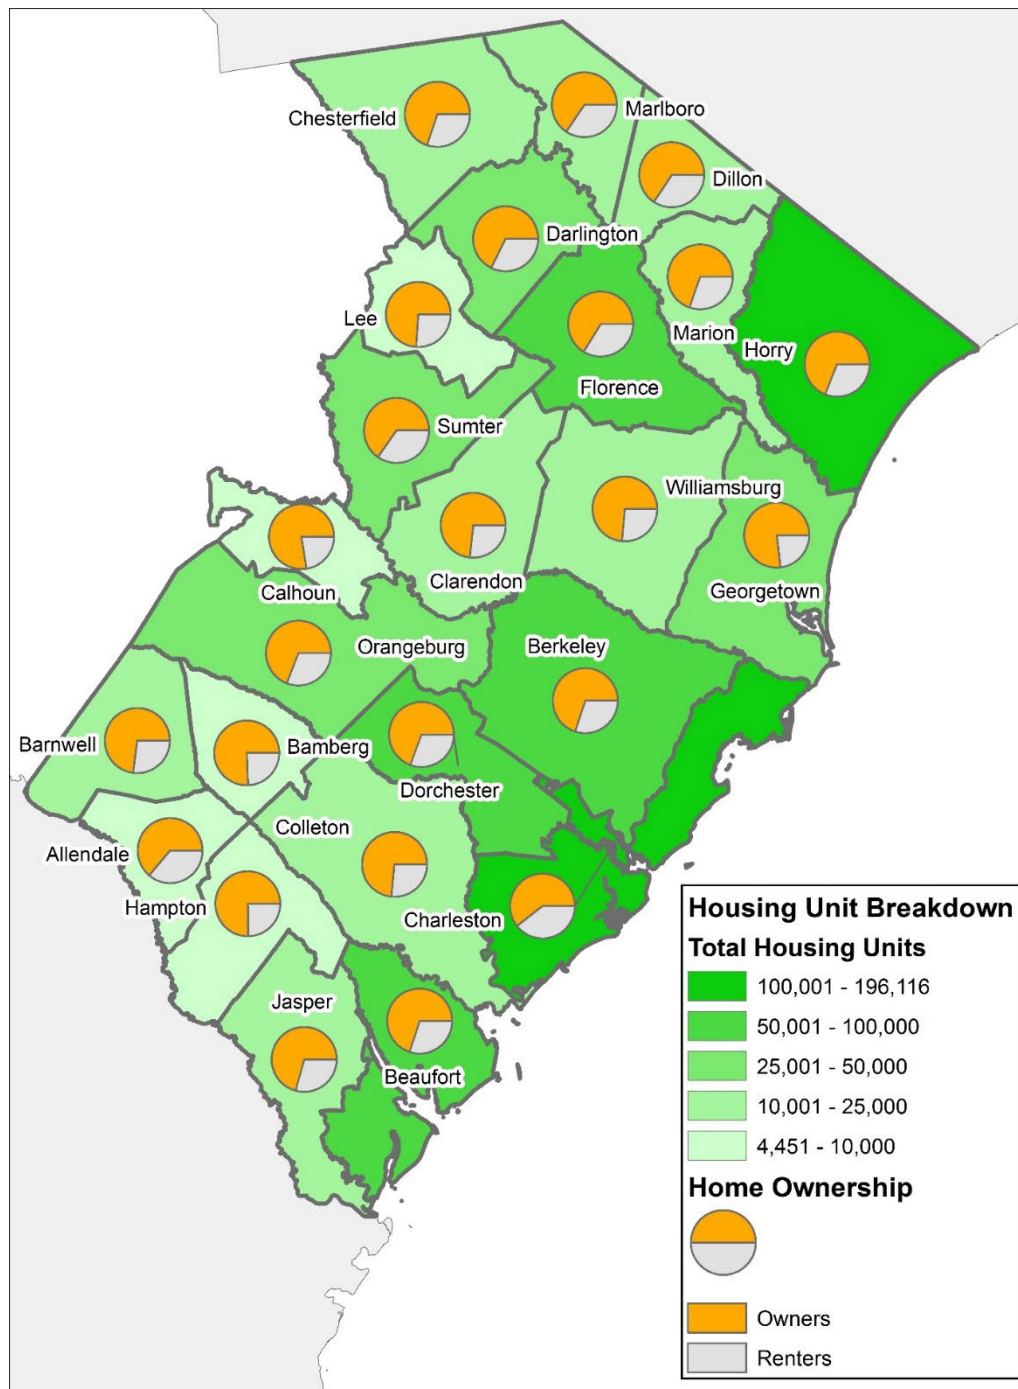 Chesterfield
Marlboro
Dillon
Darlington
Lee
Marion
Horry
Florence
Sumter
Williamsburg
Calhoun
Clarendon
Georgetown
Orangeburg
Berkeley
Barnwell
Bamberg
Dorchester
Colleton
Allendale
Hampton
Charleston
Jasper
Beaufort
Housing Unit Breakdown
Total Housing Units
100,001 - 196,116
50,001 - 100,000
25,001 - 50,000
10,001 - 25,000
4,451 - 10,000
Home Ownership
Owners
Renters